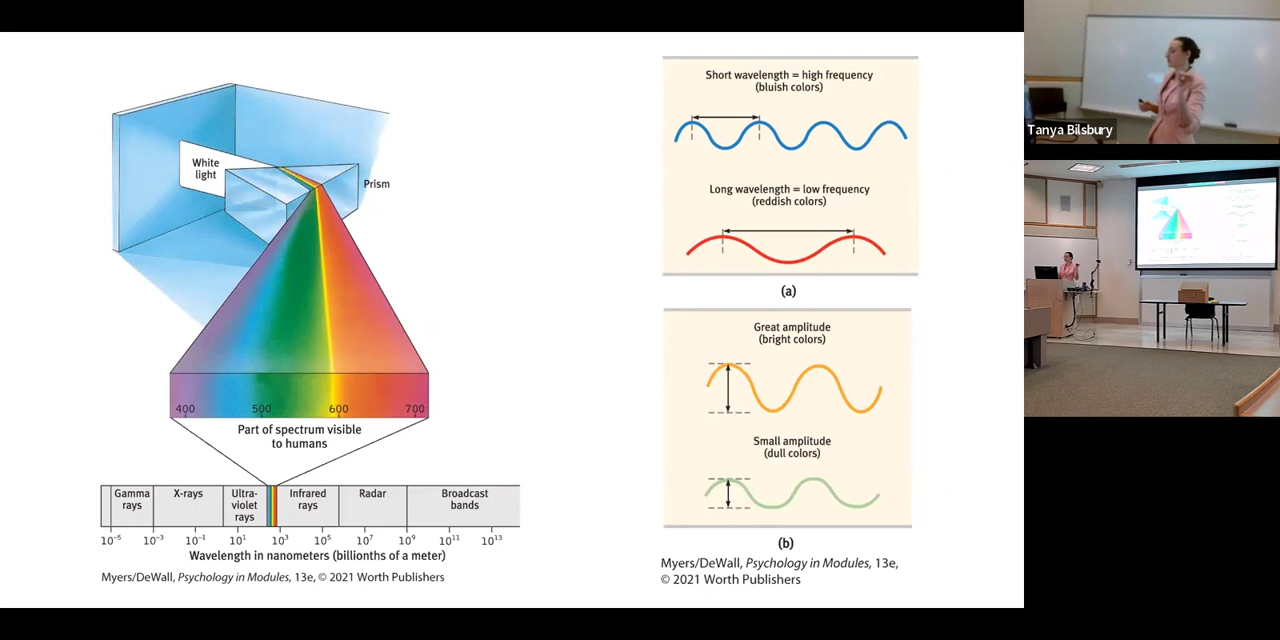 White
light
Prism
400 500 600 700
Part of spectrum visible
to humans
Gamma
rays
X-rays
Ultra-
violet
rays
Infrared
rays
Radar
Broadcast
bands
10⁻⁵ 10⁻³ 10⁻¹ 10¹ 10³ 10⁵ 10⁷ 10⁹ 10¹¹ 10¹³
Wavelength in nanometers (billionths of a meter)
Myers/DeWall, Psychology in Modules, 13e, © 2021 Worth Publishers
Short wavelength = high frequency
(bluish colors)
Long wavelength = low frequency
(reddish colors)
(a)
Great amplitude
(bright colors)
Small amplitude
(dull colors)
(b)
Myers/DeWall, Psychology in Modules, 13e,
© 2021 Worth Publishers
Tanya Bilsbury